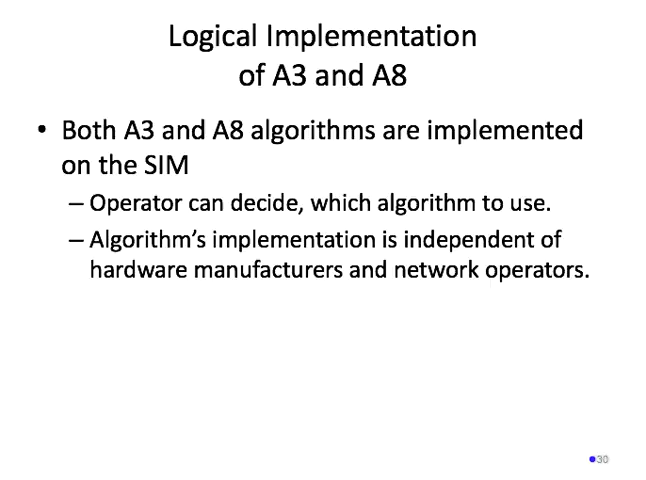 Logical Implementation
of A3 and A8
• Both A3 and A8 algorithms are implemented
on the SIM
– Operator can decide, which algorithm to use.
– Algorithm’s implementation is independent of
hardware manufacturers and network operators.
•30